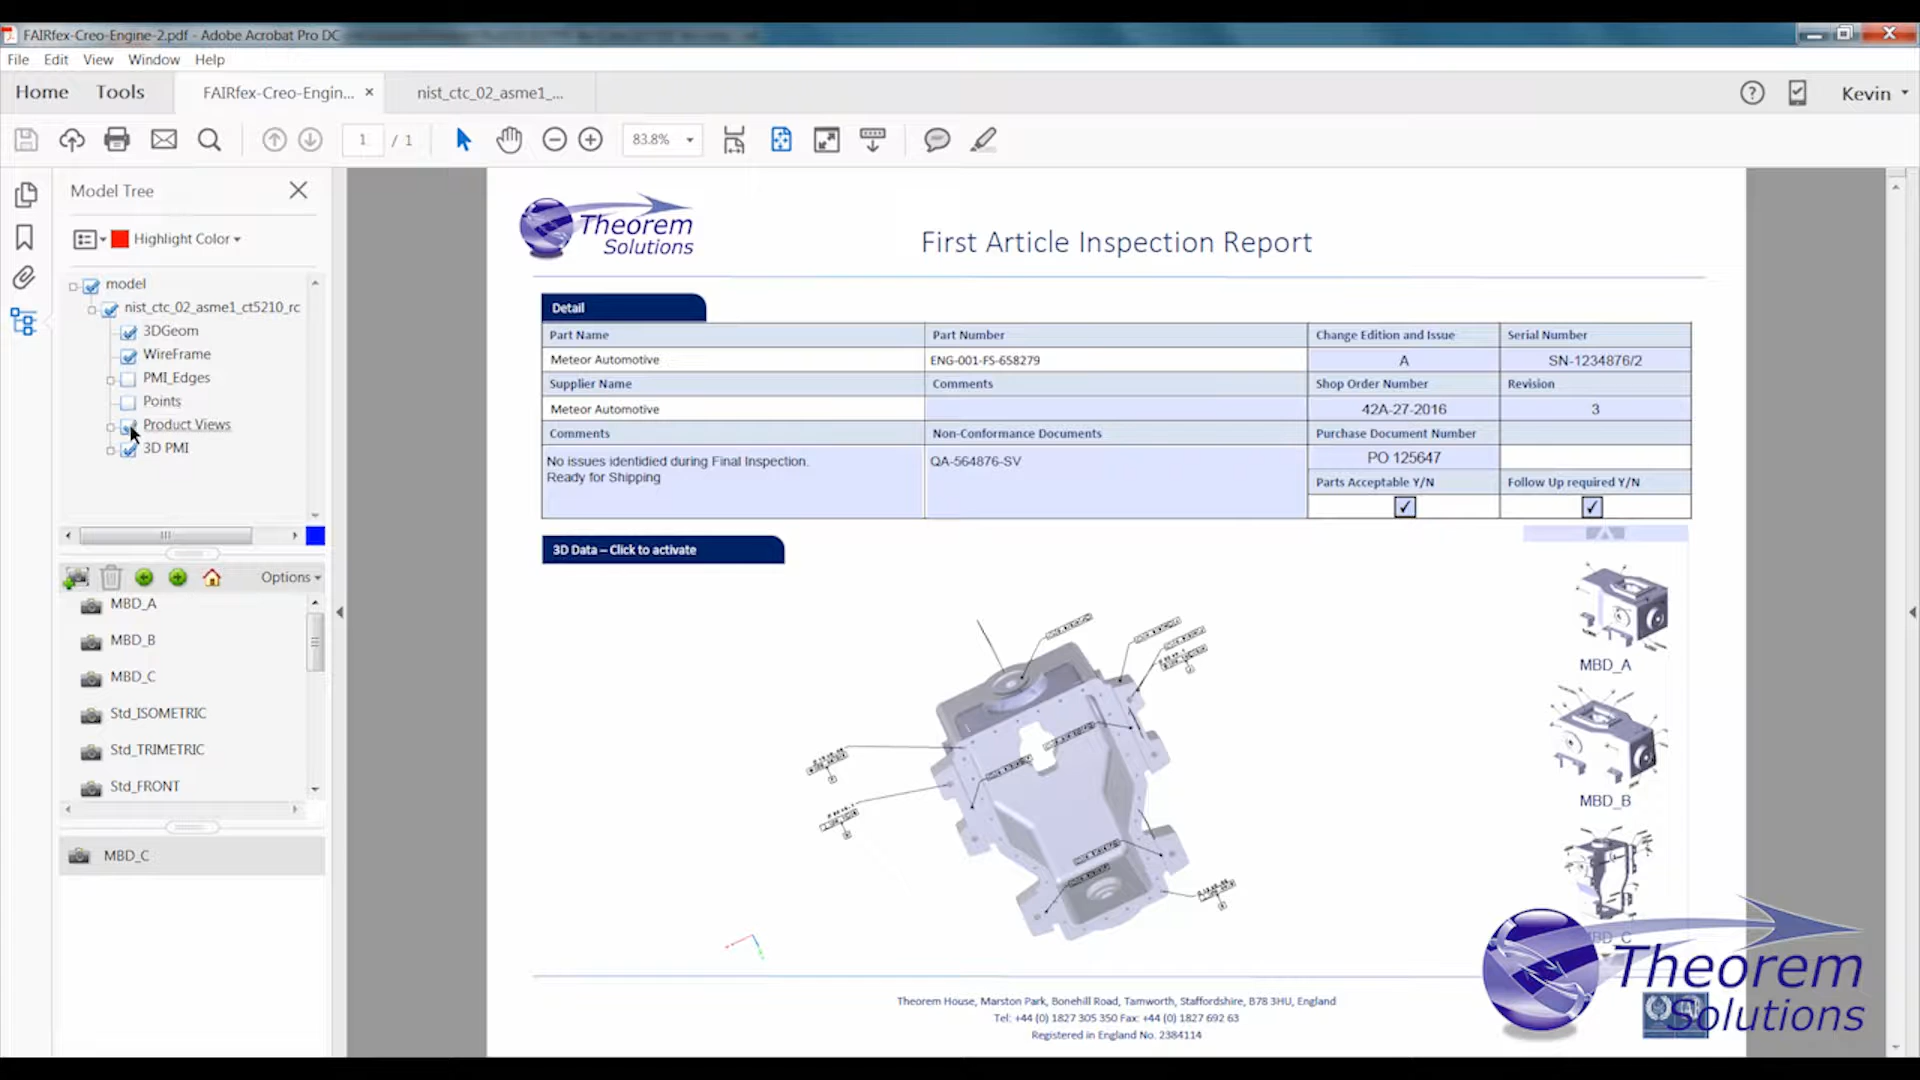 FAIRfex-Creo-Engine-2.pdf - Adobe Acrobat Pro DC
File Edit View Window Help
Home Tools FAIRfex-Creo-Engin... nist_ctc_02_asme1_... Kevin
1 / 1 83.8%
Model Tree
Highlight Color
model
nist_ctc_02_asme1_ct5210_rc
3DGeom
WireFrame
PMI_Edges
Points
Product Views
3D PMI
Options
MBD_A
MBD_B
MBD_C
Std_ISOMETRIC
Std_TRIMETRIC
Std_FRONT
MBD_C
Theorem
Solutions
First Article Inspection Report
Detail
Part Name Part Number Change Edition and Issue Serial Number
Meteor Automotive ENG-001-FS-658279 A SN-1234876/2
Supplier Name Comments Shop Order Number Revision
Meteor Automotive 42A-27-2016 3
Comments Non-Conformance Documents Purchase Document Number
No issues identidied during Final Inspection. QA-564876-SV PO 125647
Ready for Shipping
Parts Acceptable Y/N Follow Up required Y/N
3D Data – Click to activate
MBD_A
MBD_B
MBD_C
Theorem House, Marston Park, Bonehill Road, Tamworth, Staffordshire, B78 3HU, England
Tel: +44 (0) 1827 305 350 Fax: +44 (0) 1827 692 63
Registered in England No. 2384114
Theorem
Solutions